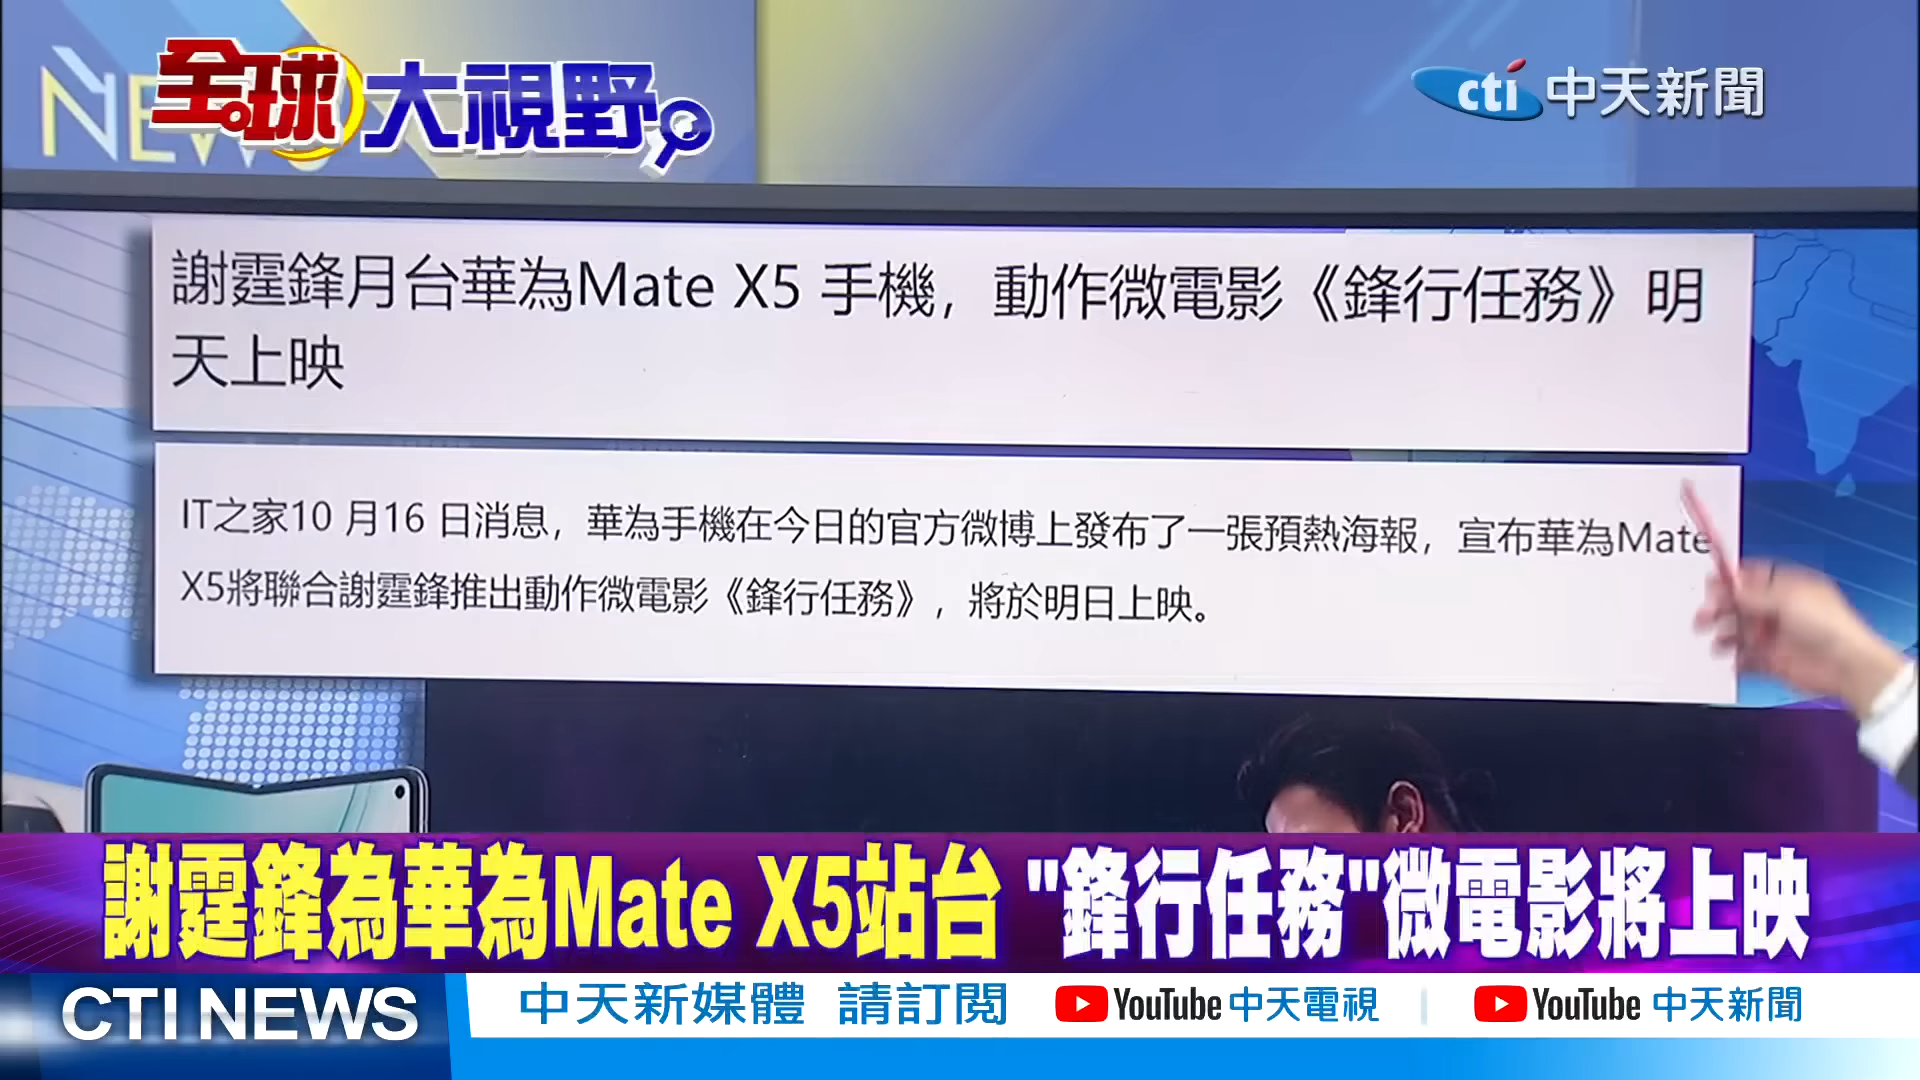 NEWS
全球大視野
cti 中天新聞
謝霆鋒月台華為Mate X5 手機，動作微電影《鋒行任務》明
天上映
IT之家10 月16 日消息，華為手機在今日的官方微博上發布了一張預熱海報，宣布華為Mate
X5將聯合謝霆鋒推出動作微電影《鋒行任務》，將於明日上映。
謝霆鋒為華為Mate X5站台 "鋒行任務"微電影將上映
CTI NEWS 中天新媒體 請訂閱 YouTube 中天電視 | YouTube 中天新聞